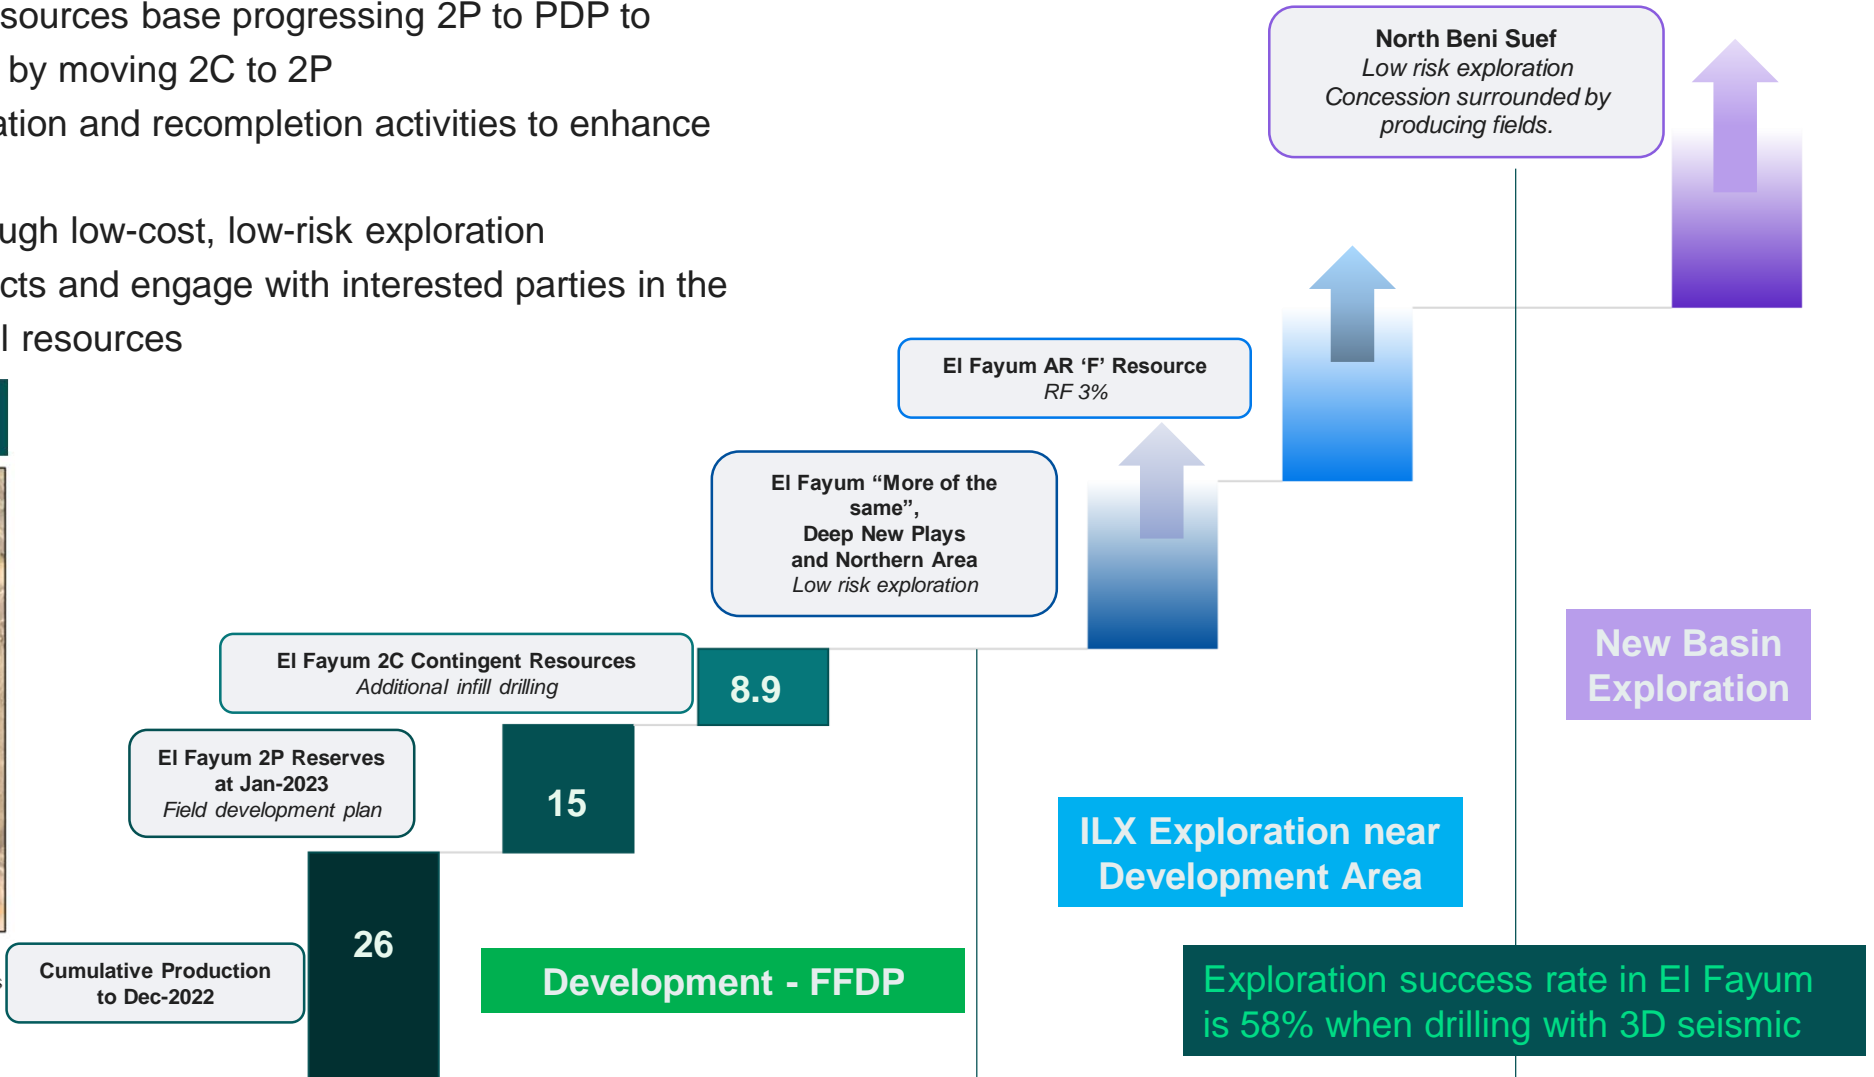 sources base progressing 2P to PDP to
by moving 2C to 2P
ation and recompletion activities to enhance
ugh low-cost, low-risk exploration
cts and engage with interested parties in the
l resources
North Beni Suef
Low risk exploration
Concession surrounded by
producing fields.
El Fayum AR ‘F’ Resource
RF 3%
El Fayum “More of the
same”,
Deep New Plays
and Northern Area
Low risk exploration
El Fayum 2C Contingent Resources
Additional infill drilling
8.9
New Basin
Exploration
El Fayum 2P Reserves
at Jan-2023
Field development plan
15
ILX Exploration near
Development Area
26
Cumulative Production
to Dec-2022
Development - FFDP
Exploration success rate in El Fayum
is 58% when drilling with 3D seismic